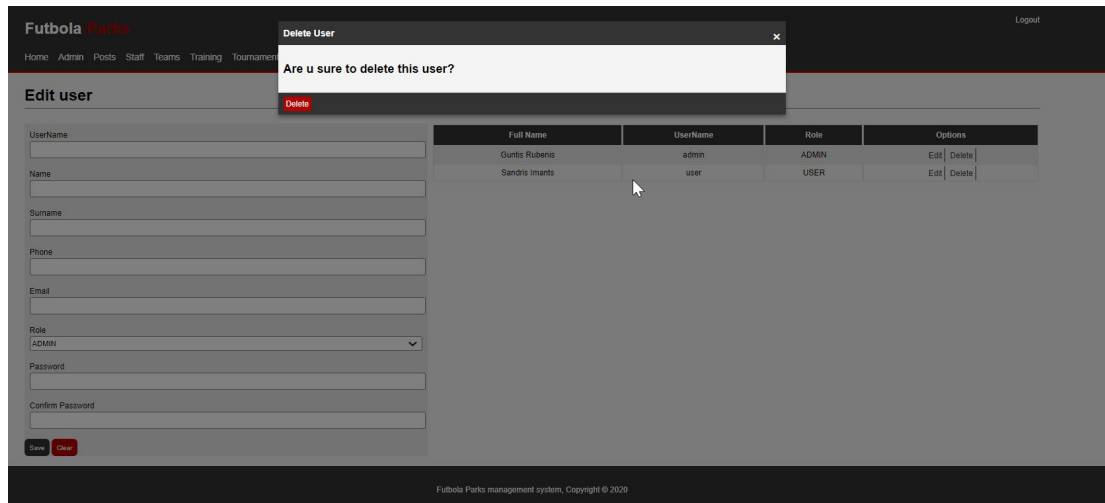 Futbola Parks
Logout
Home Admin Posts Staff Teams Training Tournament
Delete User
×
Are u sure to delete this user?
Delete
Edit user
UserName
Name
Surname
Phone
Email
Role
ADMIN
Password
Confirm Password
Save Clear
Full Name UserName Role Options
Guntis Rubenis admin ADMIN Edit Delete
Sandris Imants user USER Edit Delete
Futbola Parks management system, Copyright © 2020